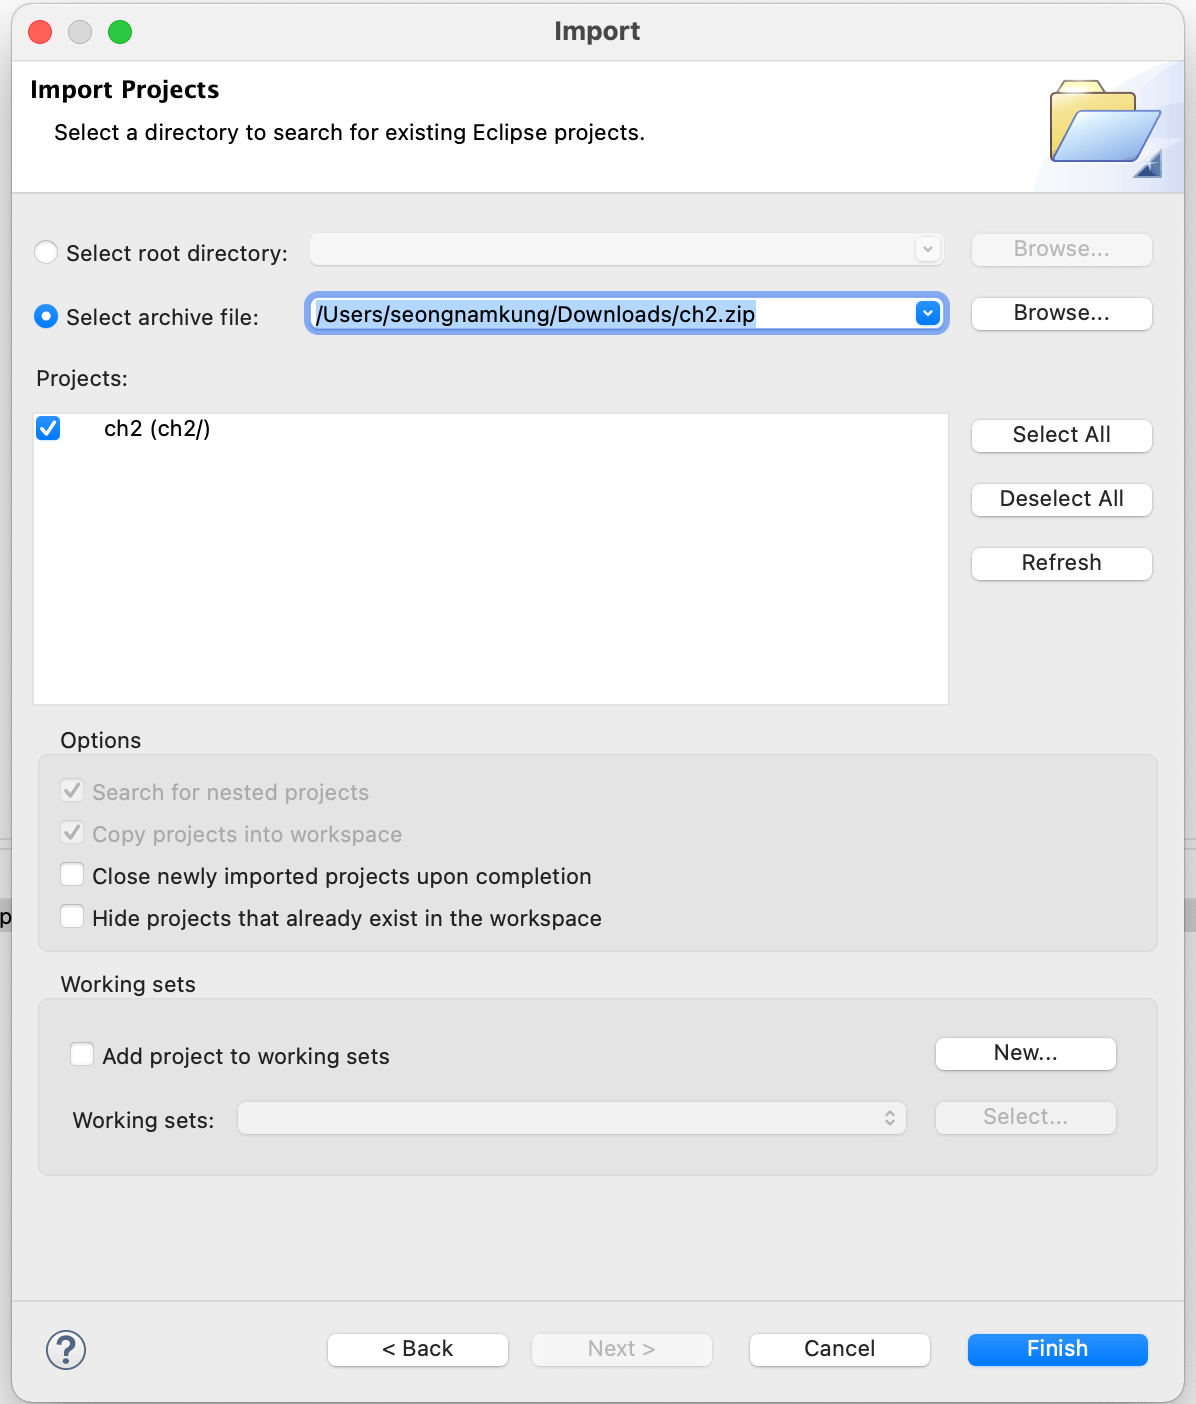 Import
Import Projects
Select a directory to search for existing Eclipse projects.
Select root directory:
Browse...
Select archive file:
/Users/seongnamkung/Downloads/ch2.zip
Browse...
Projects:
ch2 (ch2/)
Select All
Deselect All
Refresh
Options
Search for nested projects
Copy projects into workspace
Close newly imported projects upon completion
Hide projects that already exist in the workspace
p
Working sets
Add project to working sets
New...
Working sets:
Select...
?
< Back
Next >
Cancel
Finish